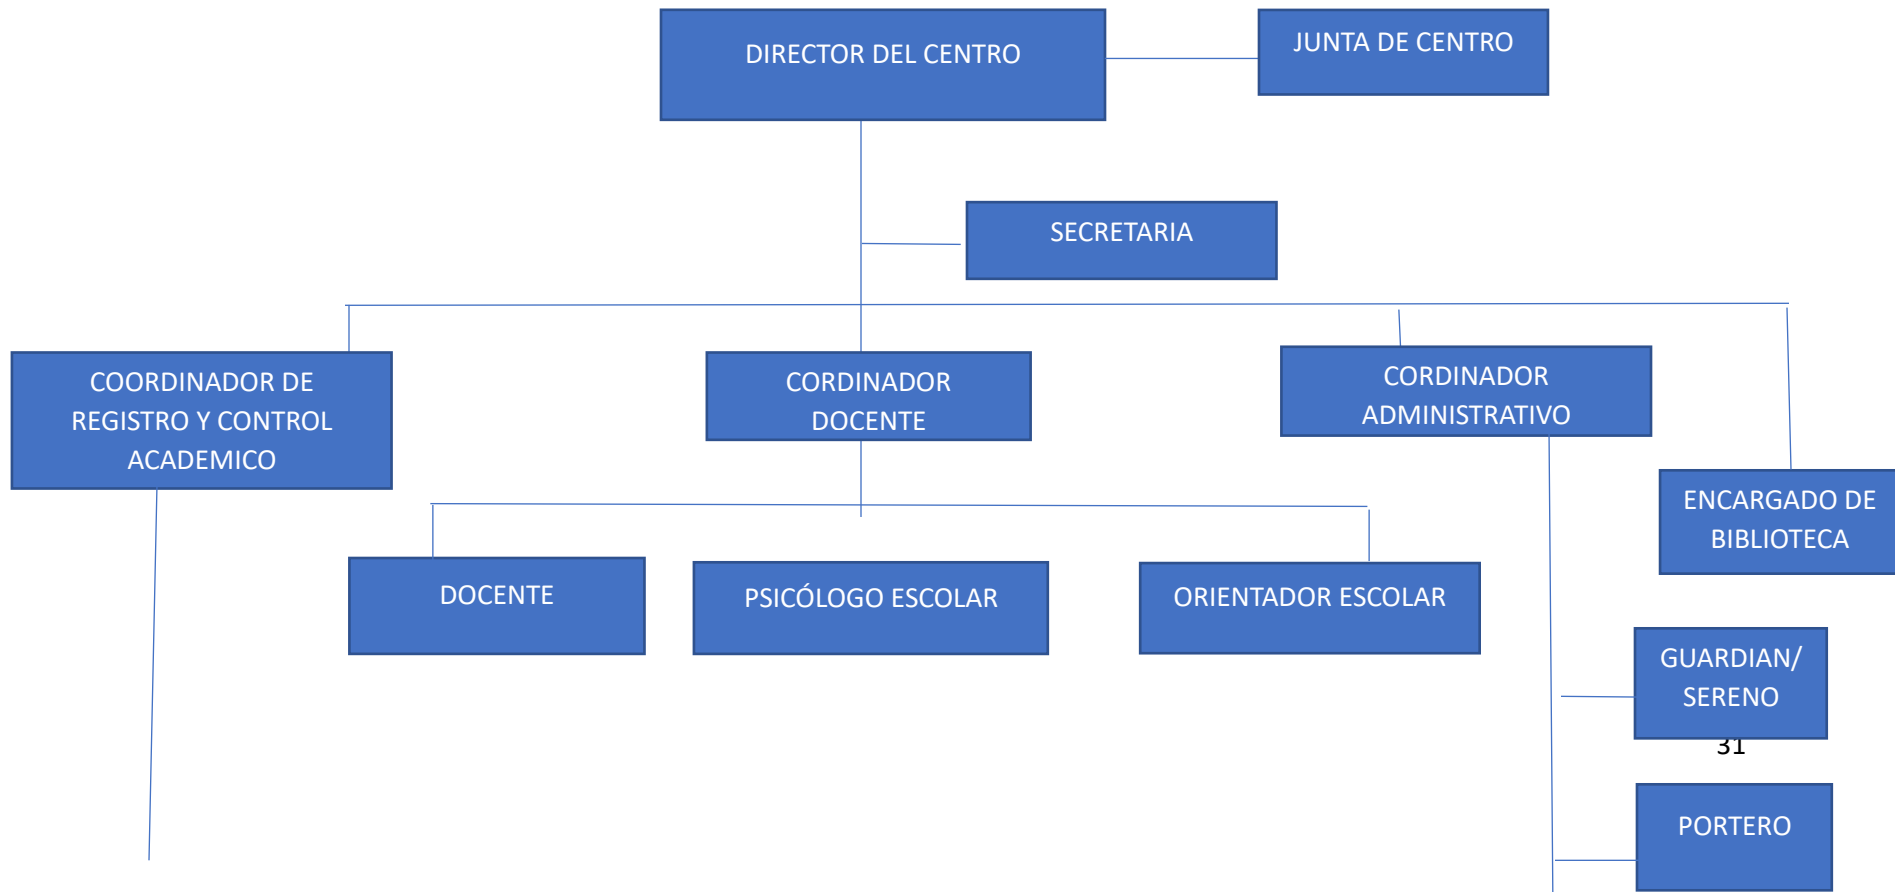 DIRECTOR DEL CENTRO
JUNTA DE CENTRO
SECRETARIA
COORDINADOR DE
REGISTRO Y CONTROL
ACADEMICO
CORDINADOR
DOCENTE
CORDINADOR
ADMINISTRATIVO
ENCARGADO DE
BIBLIOTECA
DOCENTE
PSICÓLOGO ESCOLAR
ORIENTADOR ESCOLAR
GUARDIAN/
SERENO
31
PORTERO